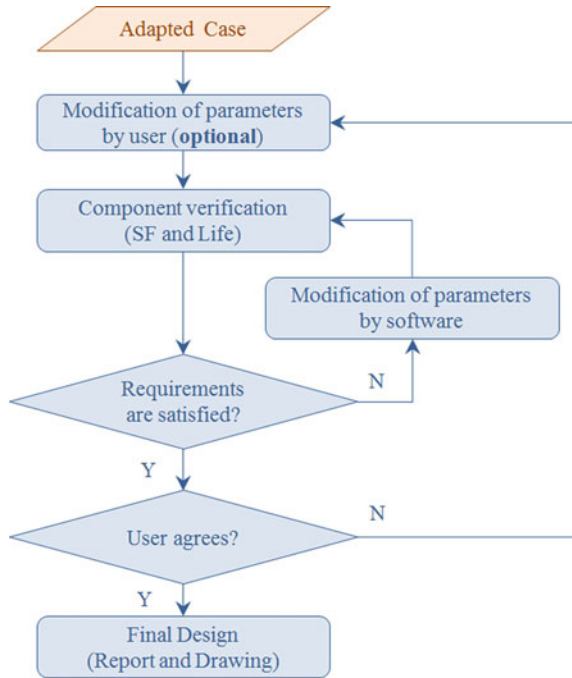 Adapted Case
Modification of parameters
by user (optional)
Component verification
(SF and Life)
Modification of parameters
by software
Requirements
are satisfied?
N
Y
User agrees?
N
Y
Final Design
(Report and Drawing)